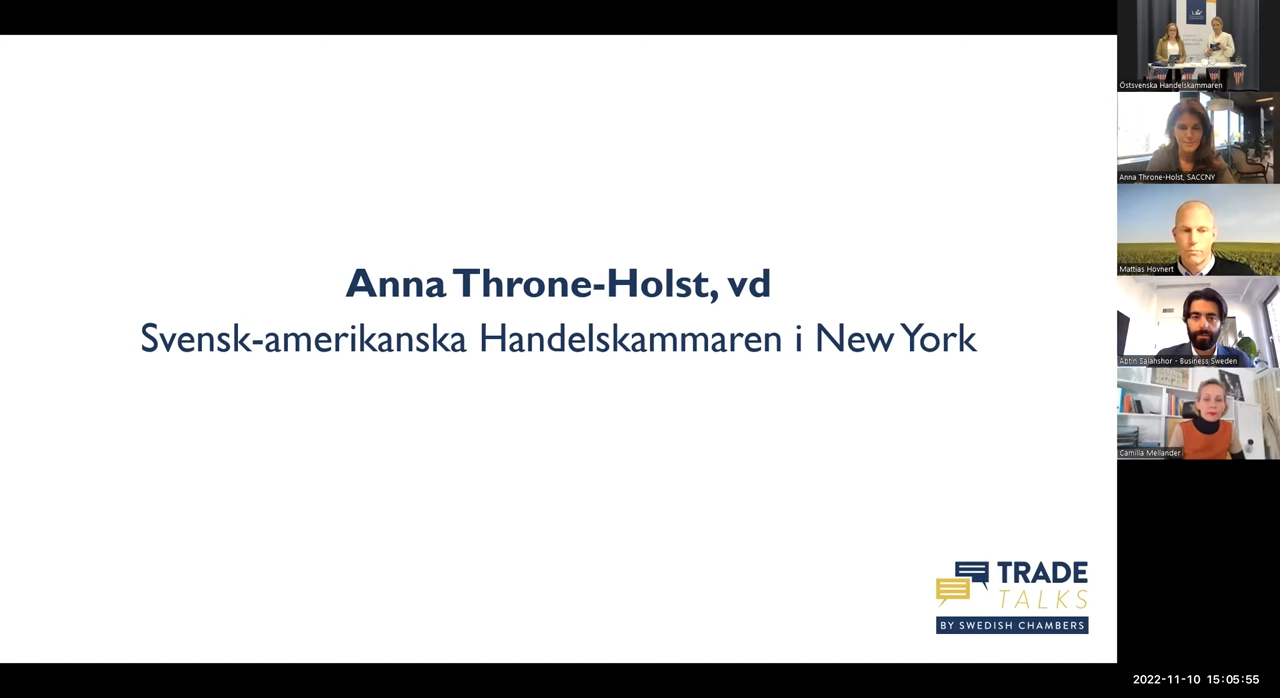 Anna Throne-Holst, vd
Svensk-amerikanska Handelskammaren i New York
TRADE
TALKS
BY SWEDISH CHAMBERS
Östsvenska Handelskammaren
Anna Throne-Holst, SACCNY
Mattias Hovnert
Abtin Salahshor - Business Sweden
Camilla Mellander
2022-11-10 15:05:55